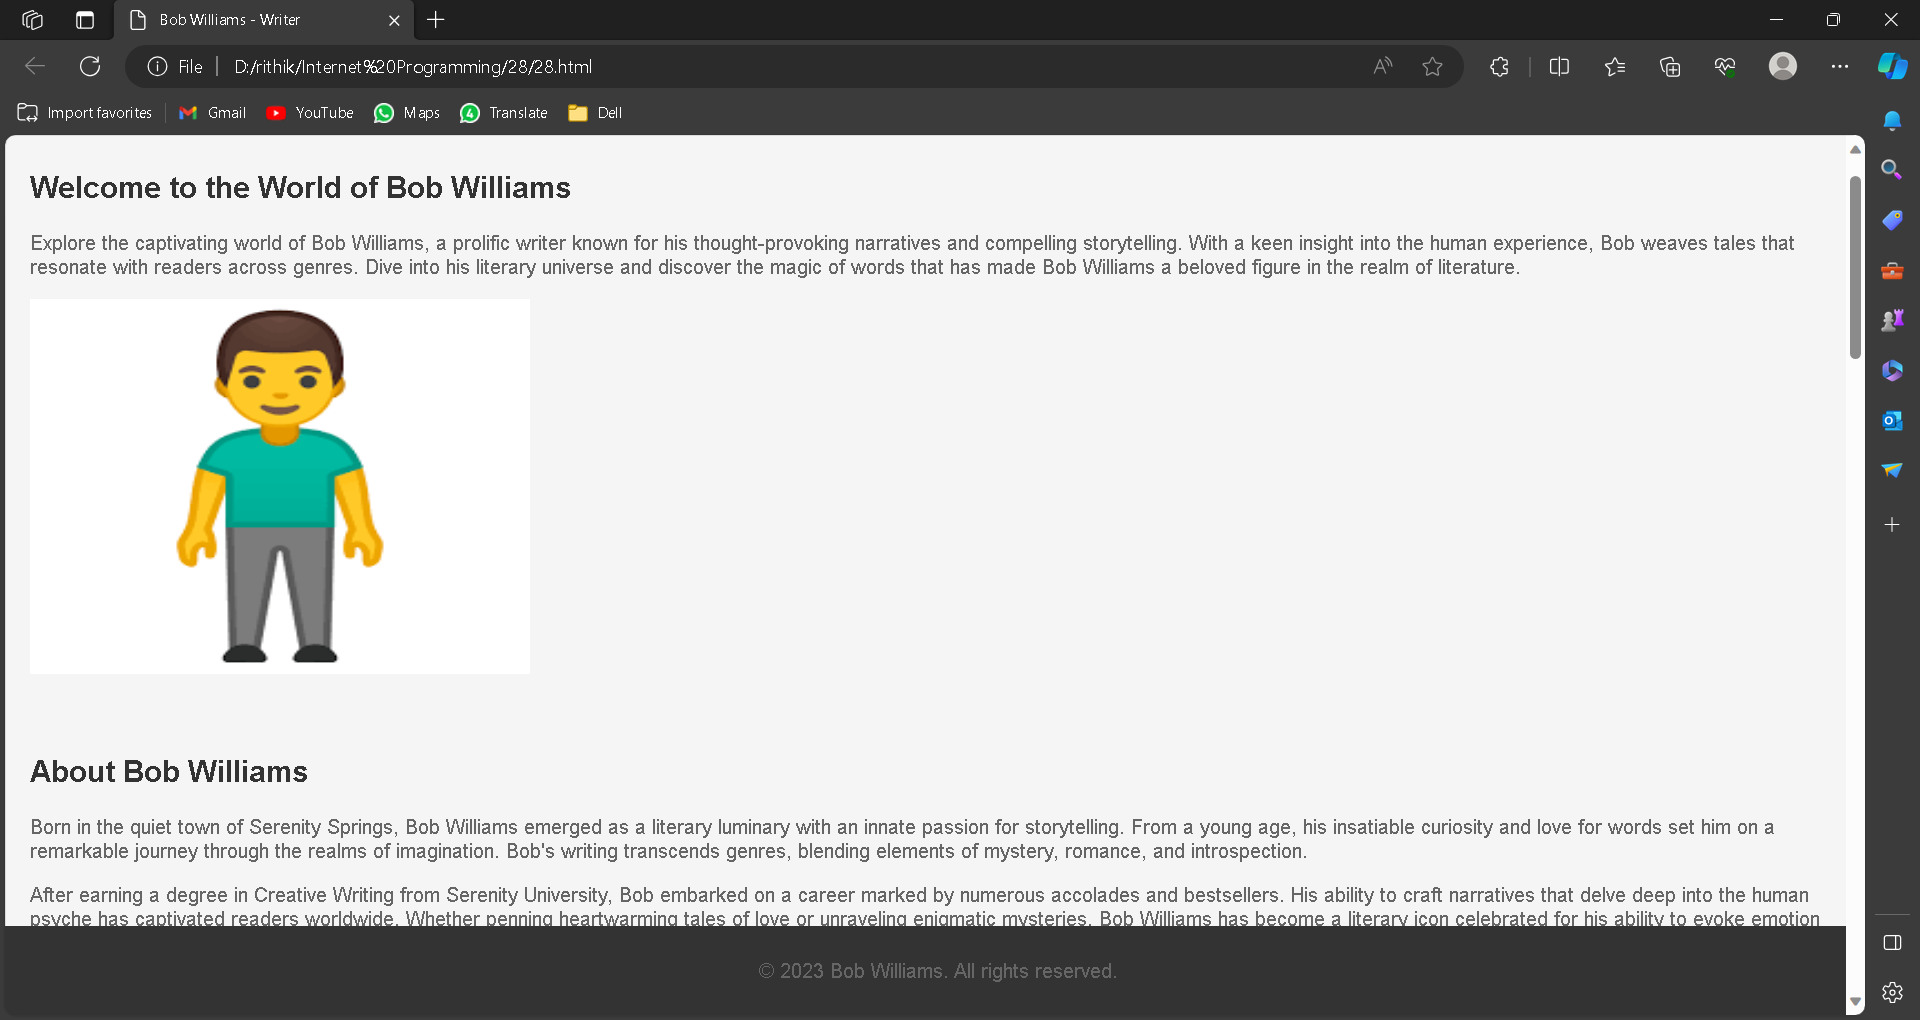 Bob Williams - Writer
File
D:/rithik/Internet%20Programming/28/28.html
Import favorites
Gmail
YouTube
Maps
4
Translate
Dell
Welcome to the World of Bob Williams
Explore the captivating world of Bob Williams, a prolific writer known for his thought-provoking narratives and compelling storytelling. With a keen insight into the human experience, Bob weaves tales that
resonate with readers across genres. Dive into his literary universe and discover the magic of words that has made Bob Williams a beloved figure in the realm of literature.
About Bob Williams
Born in the quiet town of Serenity Springs, Bob Williams emerged as a literary luminary with an innate passion for storytelling. From a young age, his insatiable curiosity and love for words set him on a
remarkable journey through the realms of imagination. Bob's writing transcends genres, blending elements of mystery, romance, and introspection.
After earning a degree in Creative Writing from Serenity University, Bob embarked on a career marked by numerous accolades and bestsellers. His ability to craft narratives that delve deep into the human
psyche has captivated readers worldwide. Whether penning heartwarming tales of love or unraveling enigmatic mysteries, Bob Williams has become a literary icon celebrated for his ability to evoke emotion
© 2023 Bob Williams. All rights reserved.